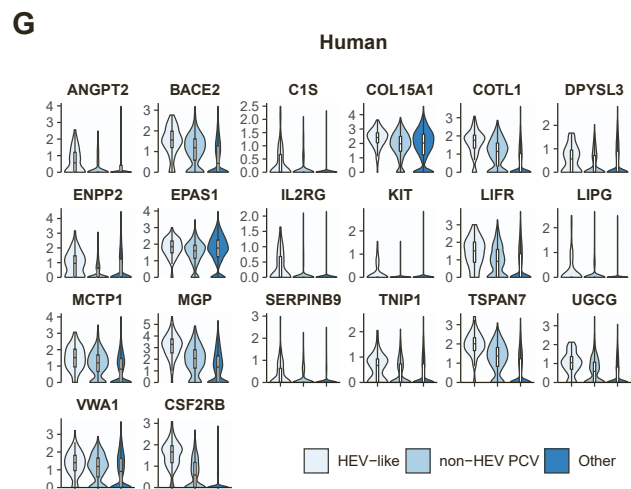 G
Human
ANGPT2 BACE2 C1S COL15A1 COTL1 DPYSL3
4 3 2 1 0
3 2 1 0
2.5 2.0 1.5 1.0 0.5 0.0
4 3 2 1 0
3 2 1 0
2 1 0
ENPP2 EPAS1 IL2RG KIT LIFR LIPG
4 3 2 1 0
4 3 2 1 0
2.0 1.5 1.0 0.5 0.0
2 1 0
3 2 1 0
2 1 0
MCTP1 MGP SERPINB9 TNIP1 TSPAN7 UGCG
4 3 2 1 0
5 4 3 2 1 0
3 2 1 0
2 1 0
3 2 1 0
3 2 1 0
VWA1 CSF2RB
3 2 1 0
3 2 1 0
HEV-like non-HEV PCV Other